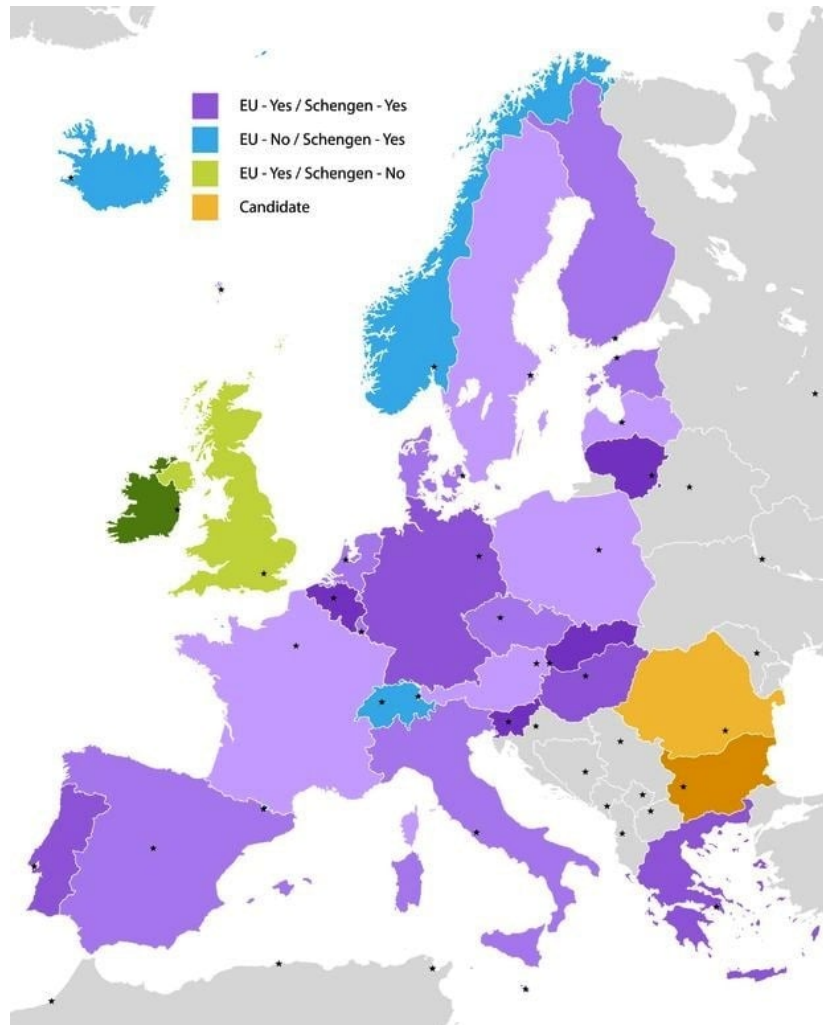 EU - Yes / Schengen - Yes
EU - No / Schengen - Yes
EU - Yes / Schengen - No
Candidate